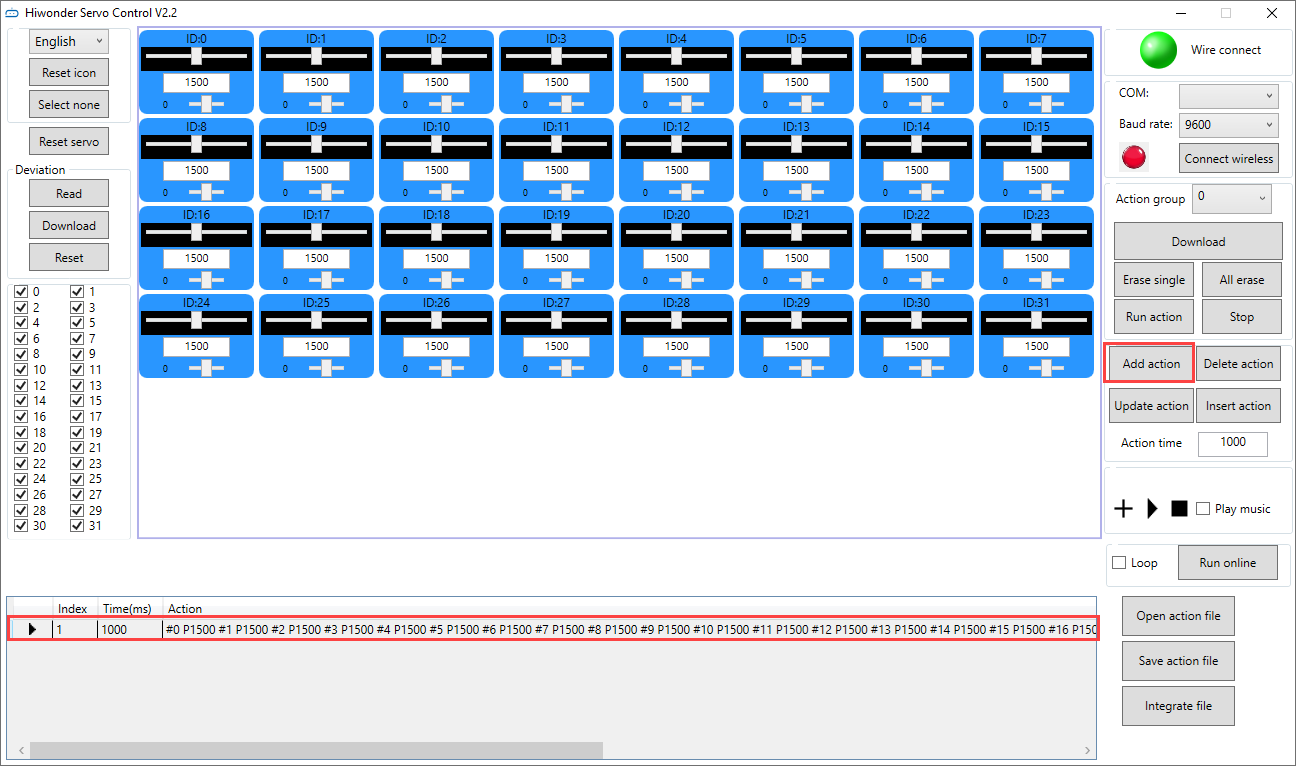 Hiwonder Servo Control V2.2
English
Reset icon
Select none
Reset servo
Deviation
Read
Download
Reset
0 1
2 3
4 5
6 7
8 9
10 11
12 13
14 15
16 17
18 19
20 21
22 23
24 25
26 27
28 29
30 31
ID:0 ID:1 ID:2 ID:3 ID:4 ID:5 ID:6 ID:7
1500 1500 1500 1500 1500 1500 1500 1500
0 0 0 0 0 0 0 0
ID:8 ID:9 ID:10 ID:11 ID:12 ID:13 ID:14 ID:15
1500 1500 1500 1500 1500 1500 1500 1500
0 0 0 0 0 0 0 0
ID:16 ID:17 ID:18 ID:19 ID:20 ID:21 ID:22 ID:23
1500 1500 1500 1500 1500 1500 1500 1500
0 0 0 0 0 0 0 0
ID:24 ID:25 ID:26 ID:27 ID:28 ID:29 ID:30 ID:31
1500 1500 1500 1500 1500 1500 1500 1500
0 0 0 0 0 0 0 0
Wire connect
COM:
Baud rate: 9600
Connect wireless
Action group 0
Download
Erase single All erase
Run action Stop
Add action Delete action
Update action Insert action
Action time 1000
Play music
Loop Run online
Index Time(ms) Action
1 1000 #0 P1500 #1 P1500 #2 P1500 #3 P1500 #4 P1500 #5 P1500 #6 P1500 #7 P1500 #8 P1500 #9 P1500 #10 P1500 #11 P1500 #12 P1500 #13 P1500 #14 P1500 #15 P1500 #16 P150
Open action file
Save action file
Integrate file